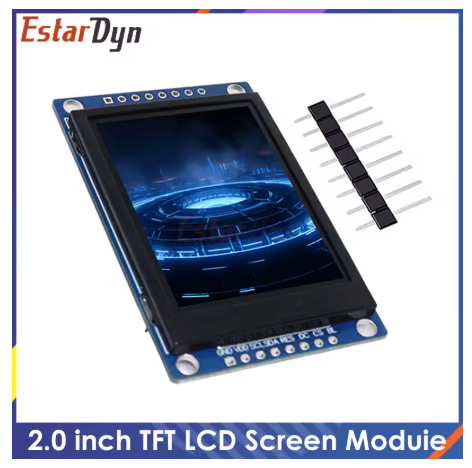 EstarDyn
GND VDD SCL SDA RES DC CS BL
2.0 inch TFT LCD Screen Moduie